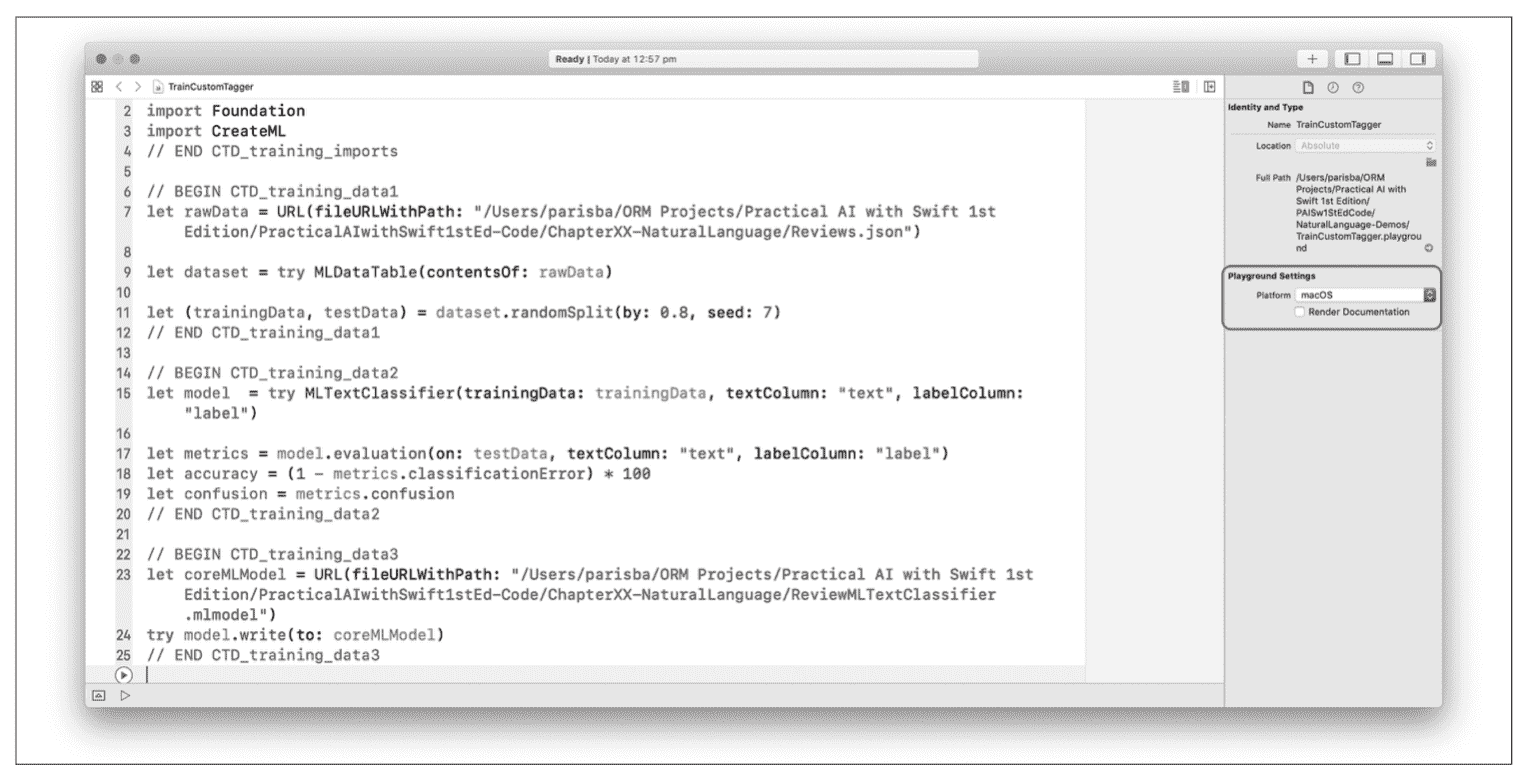 Ready | Today at 12:57 pm
TrainCustomTagger
2 import Foundation
3 import CreateML
4 // END CTD_training_imports
5
6 // BEGIN CTD_training_data1
7 let rawData = URL(fileURLWithPath: "/Users/parisba/ORM Projects/Practical AI with Swift 1st
Edition/PracticalAIwithSwift1stEd-Code/ChapterXX-NaturalLanguage/Reviews.json")
8
9 let dataset = try MLDataTable(contentsOf: rawData)
10
11 let (trainingData, testData) = dataset.randomSplit(by: 0.8, seed: 7)
12 // END CTD_training_data1
13
14 // BEGIN CTD_training_data2
15 let model  = try MLTextClassifier(trainingData: trainingData, textColumn: "text", labelColumn:
"label")
16
17 let metrics = model.evaluation(on: testData, textColumn: "text", labelColumn: "label")
18 let accuracy = (1 - metrics.classificationError) * 100
19 let confusion = metrics.confusion
20 // END CTD_training_data2
21
22 // BEGIN CTD_training_data3
23 let coreMLModel = URL(fileURLWithPath: "/Users/parisba/ORM Projects/Practical AI with Swift 1st
Edition/PracticalAIwithSwift1stEd-Code/ChapterXX-NaturalLanguage/ReviewMLTextClassifier
.mlmodel")
24 try model.write(to: coreMLModel)
25 // END CTD_training_data3
Identity and Type
Name TrainCustomTagger
Location Absolute
Full Path /Users/parisba/ORM
Projects/Practical AI with
Swift 1st Edition/
PAISw1StEdCode/
NaturalLanguage-Demos/
TrainCustomTagger.playgrou
nd
Playground Settings
Platform macOS
Render Documentation